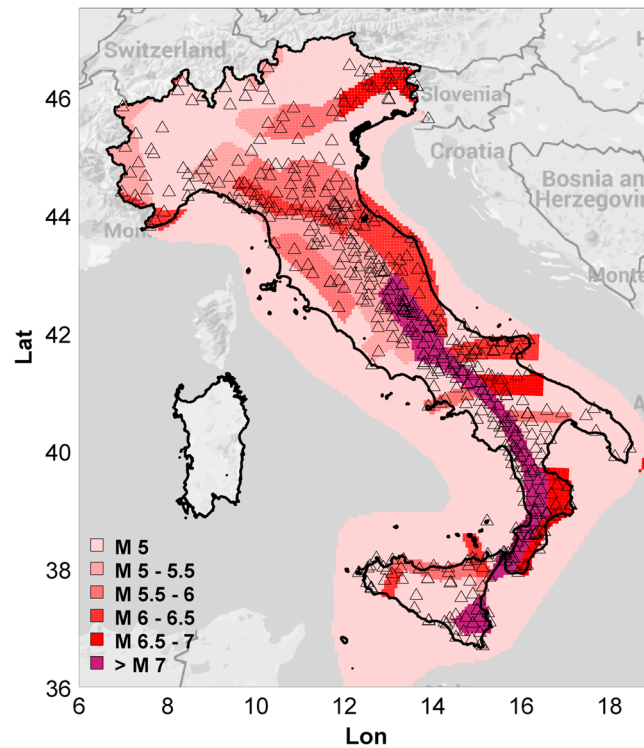 Switzerland
Slovenia
Croatia
Bosnia an
Herzegovin
Mont
Monte
A
46
44
42
40
38
36
Lat
M 5
M 5 - 5.5
M 5.5 - 6
M 6 - 6.5
M 6.5 - 7
> M 7
6
8
10
12
14
16
18
Lon